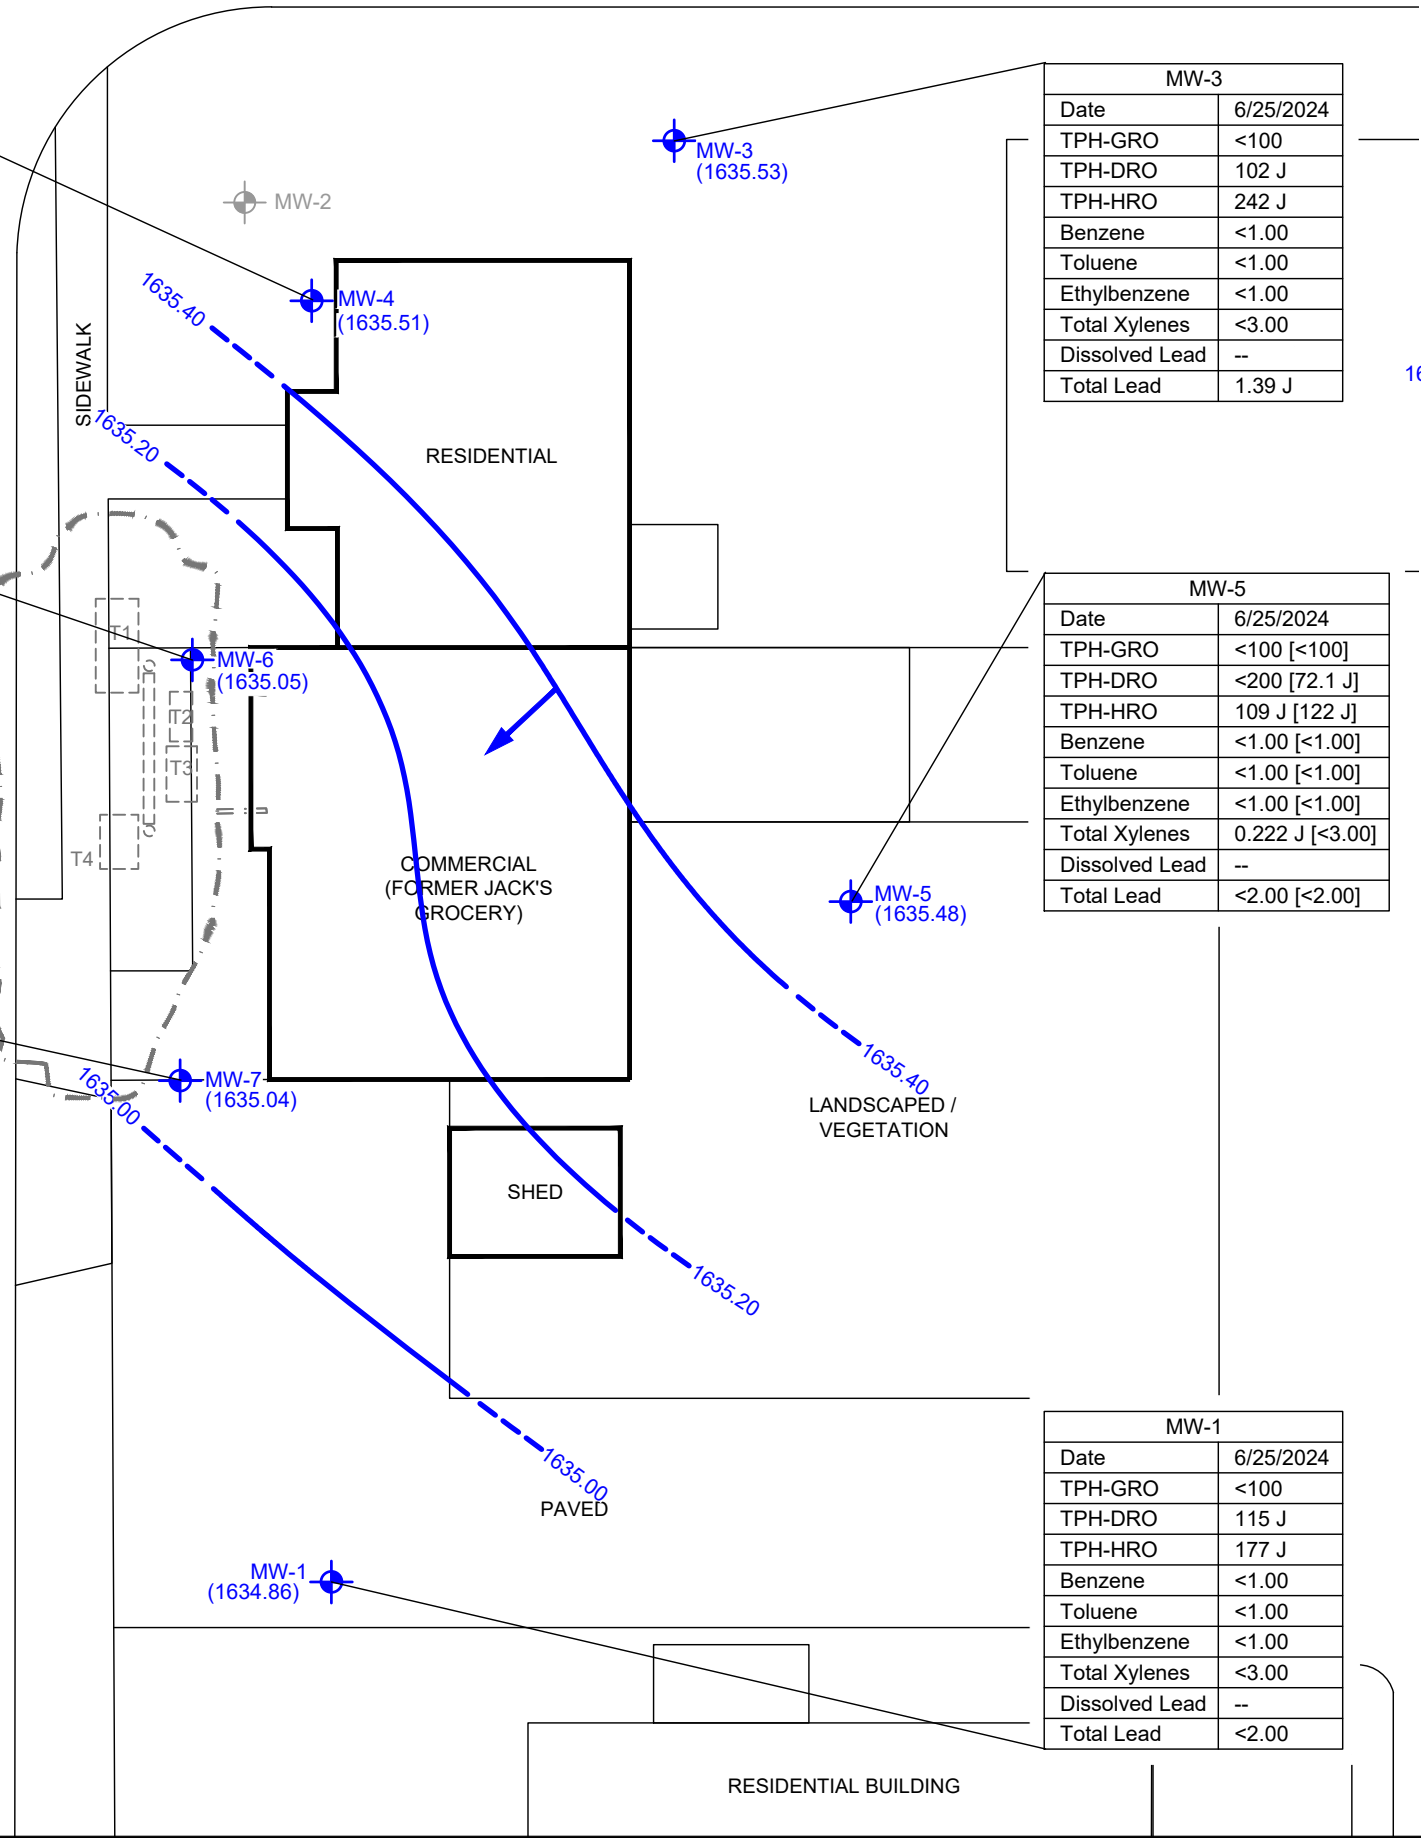 MW-3
Date 6/25/2024
TPH-GRO <100
TPH-DRO 102 J
TPH-HRO 242 J
Benzene <1.00
Toluene <1.00
Ethylbenzene <1.00
Total Xylenes <3.00
Dissolved Lead --
Total Lead 1.39 J
MW-3
(1635.53)
MW-2
MW-4
(1635.51)
1635.40
SIDEWALK
1635.20
RESIDENTIAL
MW-5
Date 6/25/2024
TPH-GRO <100 [<100]
TPH-DRO <200 [72.1 J]
TPH-HRO 109 J [122 J]
Benzene <1.00 [<1.00]
Toluene <1.00 [<1.00]
Ethylbenzene <1.00 [<1.00]
Total Xylenes 0.222 J [<3.00]
Dissolved Lead --
Total Lead <2.00 [<2.00]
T1
MW-6
(1635.05)
T2
T3
T4
COMMERCIAL
(FORMER JACK'S
GROCERY)
MW-5
(1635.48)
1635.40
LANDSCAPED /
VEGETATION
MW-7
(1635.04)
1635.00
SHED
1635.20
1635.00
PAVED
MW-1
(1634.86)
MW-1
Date 6/25/2024
TPH-GRO <100
TPH-DRO 115 J
TPH-HRO 177 J
Benzene <1.00
Toluene <1.00
Ethylbenzene <1.00
Total Xylenes <3.00
Dissolved Lead --
Total Lead <2.00
RESIDENTIAL BUILDING